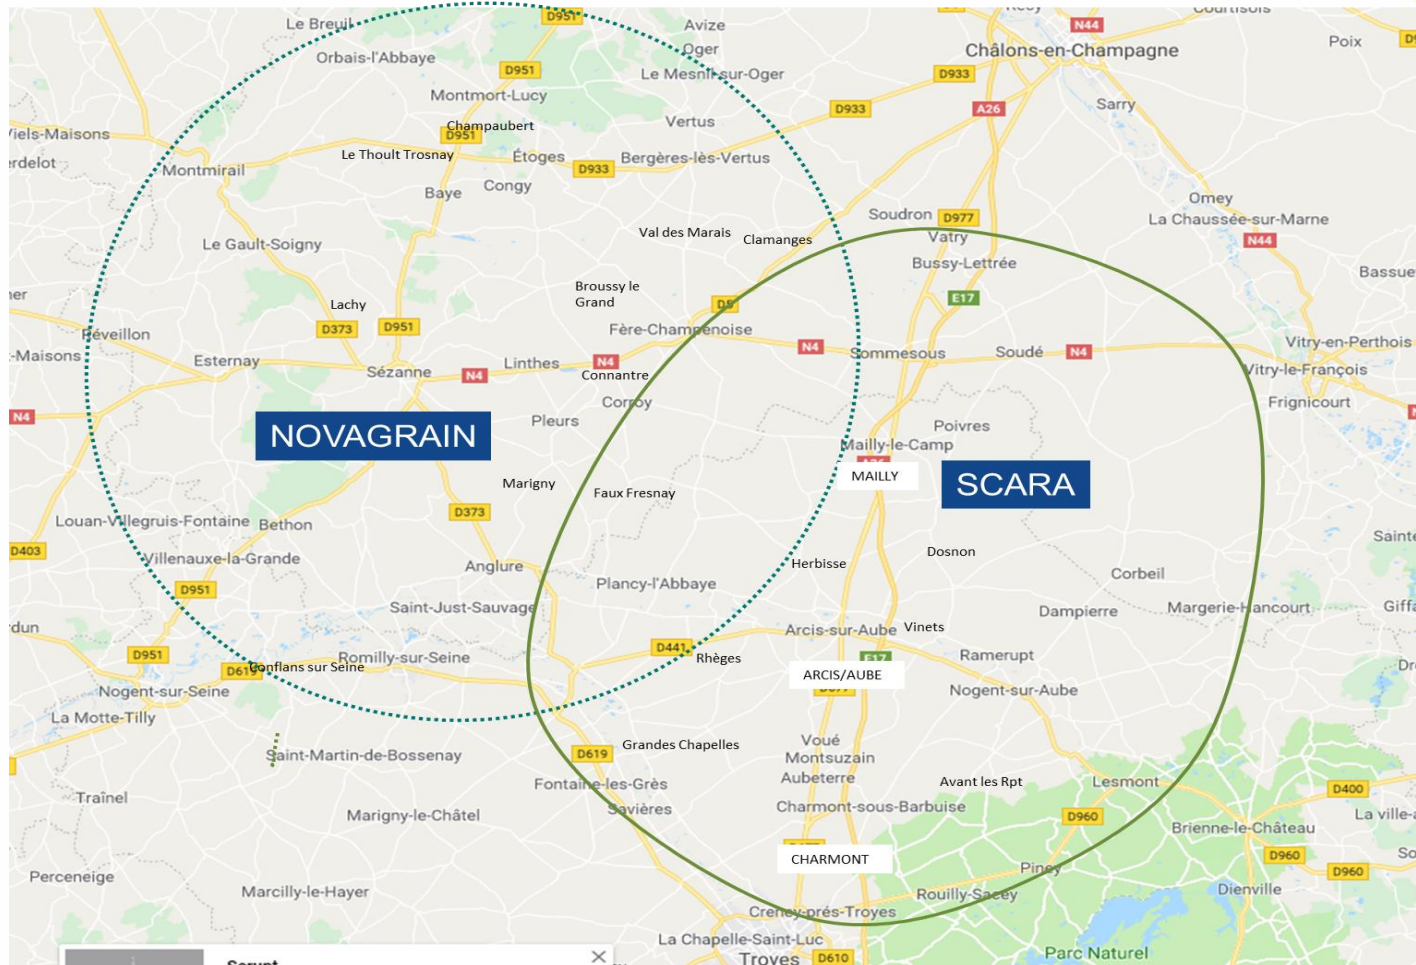 Le Breuil
D951
Avize
N44
Courtisols
Orbais-l'Abbaye
Oger
Châlons-en-Champagne
Poix
D951
Le Mesnil-sur-Oger
D933
Montmort-Lucy
D933
A26
Sarry
Viels-Maisons
Champaubert
D951
Vertus
Le Thoult Trosnay
Étoges
D933
Bergères-lès-Vertus
Montmirail
Baye
Congy
Omey
Soudron
D977
La Chaussée-sur-Marne
Le Gault-Soigny
Val des Marais
Clamanges
Vatry
N44
Bussy-Lettrée
Broussy le
Grand
E17
Lachy
D5
D373
D951
Fère-Champenoise
Réveillon
N4
Sommesous
Soudé
N4
Vitry-en-Perthois
Esternay
Sézanne
N4
Linthes
N4
Connantre
Vitry-le-François
N4
Corroy
Frignicourt
Pleurs
NOVAGRAIN
Poivres
Mailly-le-Camp
MAILLY
SCARA
Marigny
Faux Fresnay
D373
Louan-Villegruis-Fontaine
Bethon
D403
Villenauxe-la-Grande
Anglure
Herbisse
Dosnon
Corbeil
D951
Plancy-l'Abbaye
Saint-Just-Sauvage
Dampierre
Margerie-Hancourt
Arcis-sur-Aube
Vinets
D951
D619
Conflans sur Seine
Romilly-sur-Seine
D441
Rhèges
E17
Ramerupt
ARCIS/AUBE
Nogent-sur-Seine
Nogent-sur-Aube
La Motte-Tilly
Saint-Martin-de-Bossenay
D619
Grandes Chapelles
Voué
Montsuzain
Aubeterre
Avant les Rpt
Lesmont
Fontaine-les-Grès
D400
Traînel
Savières
Charmont-sous-Barbuise
Marigny-le-Châtel
D960
Brienne-le-Château
D960
CHARMONT
Perceneige
Piney
D960
Marcilly-le-Hayer
Rouilly-Sacey
Dienville
Creney-prés-Troyes
La Chapelle-Saint-Luc
Troyes
D610
Parc Naturel